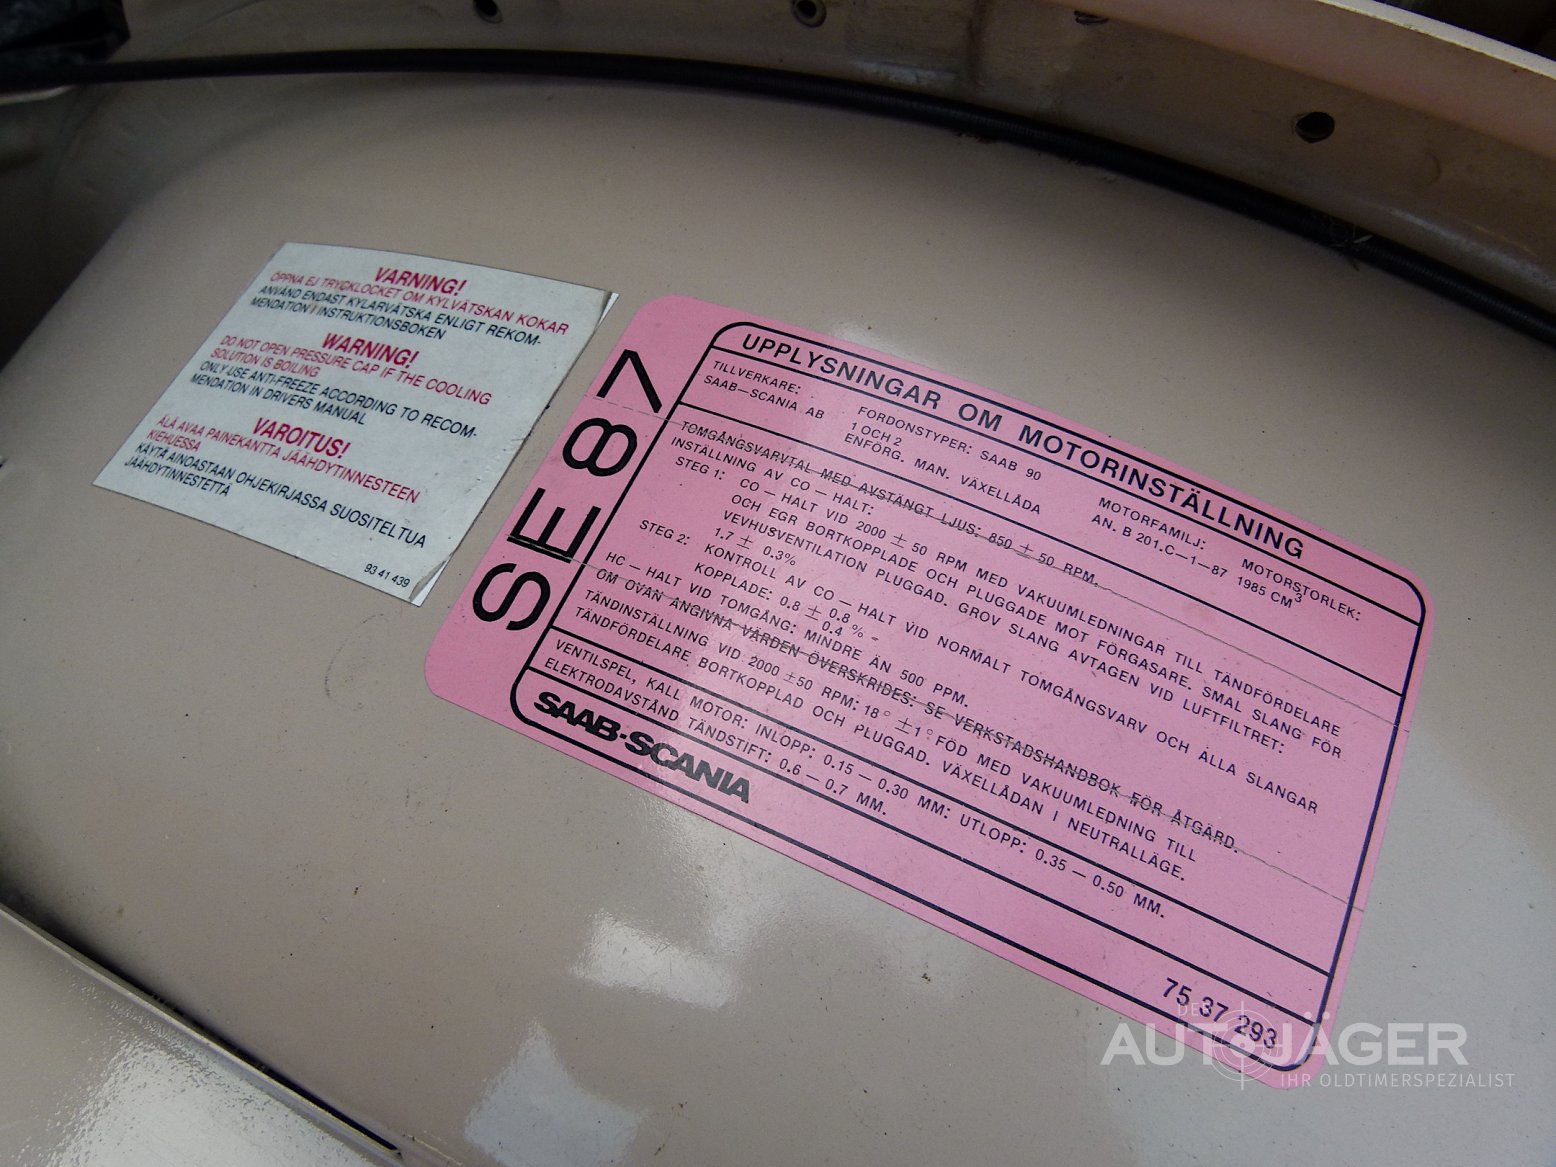 VARNING!
ÖPPNA EJ TRYCKLOCKET OM KYLVÄTSKAN KOKAR
ANVÄND ENDAST KYLARVÄTSKA ENLIGT REKOM-
MENDATION I INSTRUKTIONSBOKEN
WARNING!
DO NOT OPEN PRESSURE CAP IF THE COOLING
SOLUTION IS BOILING
ONLY USE ANTI-FREEZE ACCORDING TO RECOM-
MENDATION IN DRIVERS MANUAL
VAROITUS!
ÄLÄ AVAA PAINEKANTTA JÄÄHDYTINNESTEEN
KIEHUESSA
KÄYTÄ AINOASTAAN OHJEKIRJASSA SUOSITELTUA
JÄÄHDYTINNESTETTÄ
93 41 439
SE 87
UPPLYSNINGAR OM MOTORINSTÄLLNING
TILLVERKARE:
SAAB-SCANIA AB
FORDONSTYPER: SAAB 90
1 OCH 2
ENFÖRG. MAN. VÄXELLÅDA
MOTORFAMILJ:
AN. B 201.C-1-87
MOTORSTORLEK:
1985 CM3
TOMGÅNGSVARVTAL MED AVSTÄNGT LJUS: 850 ± 50 RPM.
INSTÄLLNING AV CO - HALT:
STEG 1:
CO - HALT VID 2000 ± 50 RPM MED VAKUUMLEDNINGAR TILL TÄNDFÖRDELARE
OCH EGR BORTKOPPLADE OCH PLUGGADE MOT FÖRGASARE. SMAL SLANG FÖR
VEVHUSVENTILATION PLUGGAD. GROV SLANG AVTAGEN VID LUFTFILTRET:
1.7 ± 0.3%
STEG 2:
KONTROLL AV CO - HALT VID NORMALT TOMGÅNGSVARV OCH ALLA SLANGAR
KOPPLADE: 0.8 ± 0.8 %
0.4
HC - HALT VID TOMGÅNG: MINDRE ÄN 500 PPM.
OM OVAN ANGIVNA VÄRDEN ÖVERSKRIDES: SE VERKSTADSHANDBOK FÖR ÅTGÄRD.
TÄNDINSTÄLLNING VID 2000 ±50 RPM: 18° ±1° FÖD MED VAKUUMLEDNING TILL
TÄNDFÖRDELARE BORTKOPPLAD OCH PLUGGAD. VÄXELLÅDAN I NEUTRALLÄGE.
VENTILSPEL, KALL MOTOR: INLOPP: 0.15 - 0.30 MM: UTLOPP: 0.35 - 0.50 MM.
ELEKTRODAVSTÅND TÄNDSTIFT: 0.6 - 0.7 MM.
SAAB-SCANIA
75 37 293
DER
AUTOJÄGER
IHR OLDTIMERSPEZIALIST